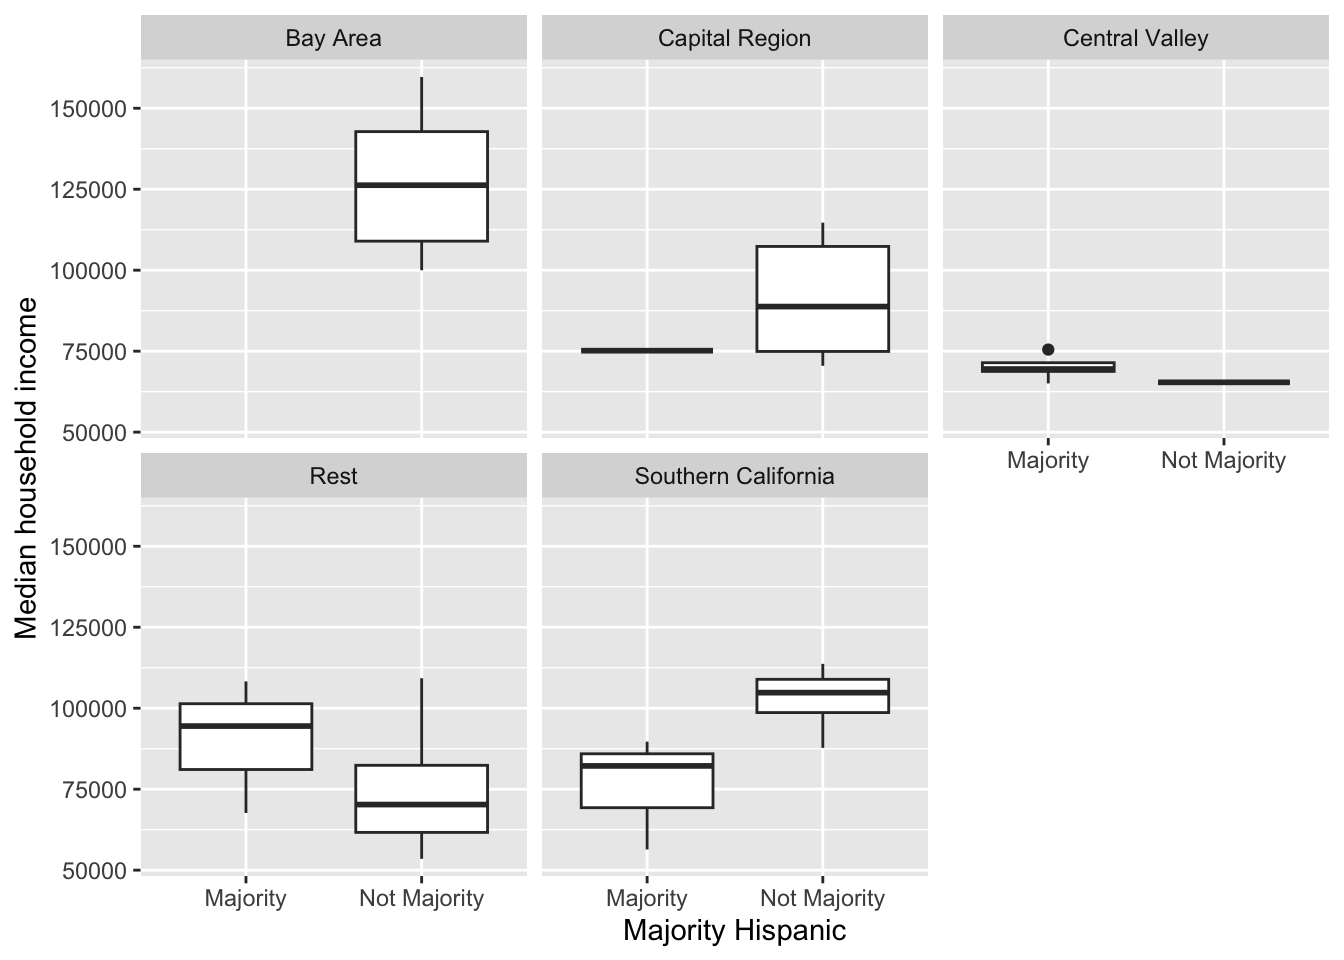 Bay Area
Capital Region
Central Valley
150000
125000
100000
75000
50000
Majority
Not Majority
Rest
Southern California
150000
125000
100000
75000
50000
Majority
Not Majority
Majority
Not Majority
Majority Hispanic
Median household income